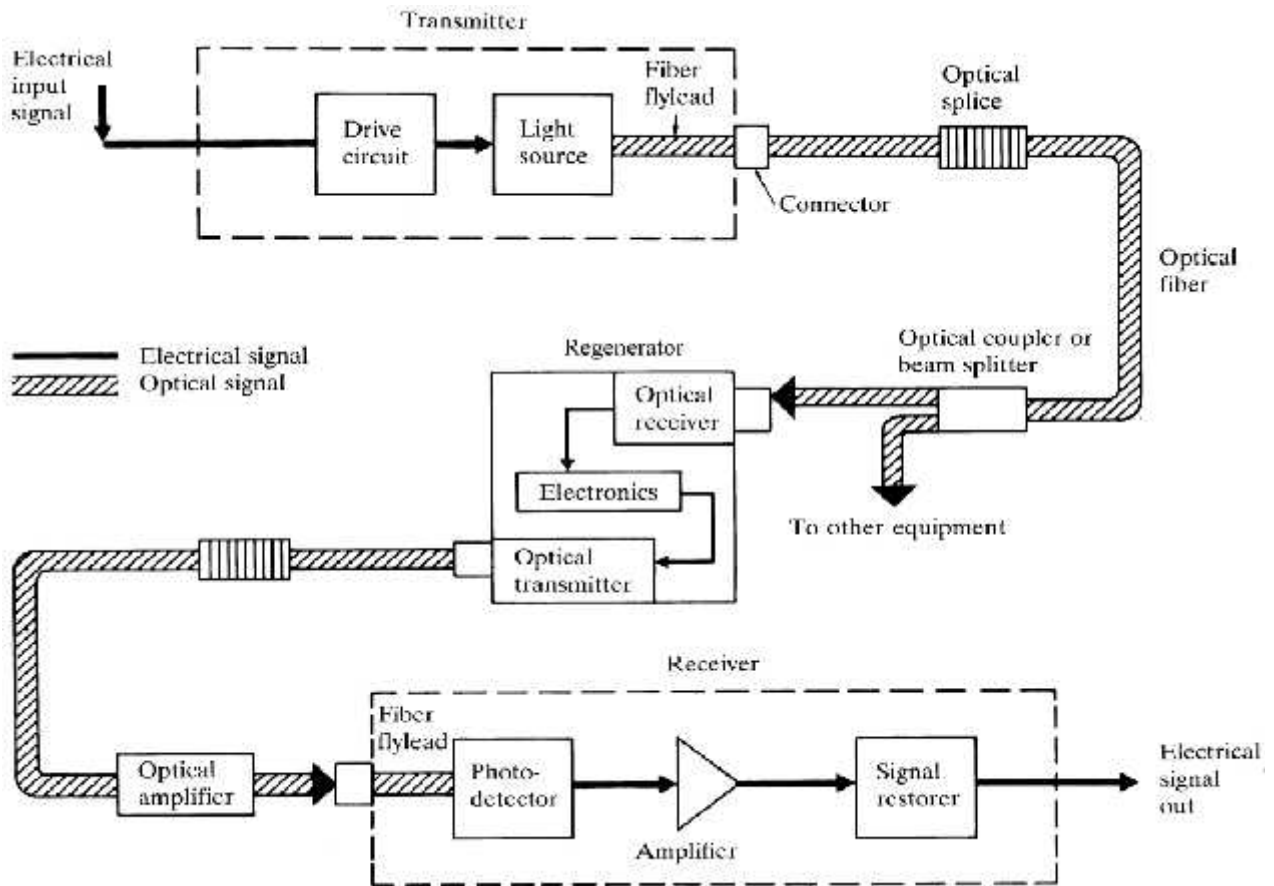 Transmitter
Electrical
input
signal
Drive
circuit
Light
source
Fiber
flylead
Connector
Optical
splice
Optical
fiber
Electrical signal
Optical signal
Regenerator
Optical
receiver
Electronics
Optical
transmitter
Optical coupler or
beam splitter
To other equipment
Receiver
Optical
amplifier
Fiber
flylead
Photo-
detector
Amplifier
Signal
restorer
Electrical
signal
out